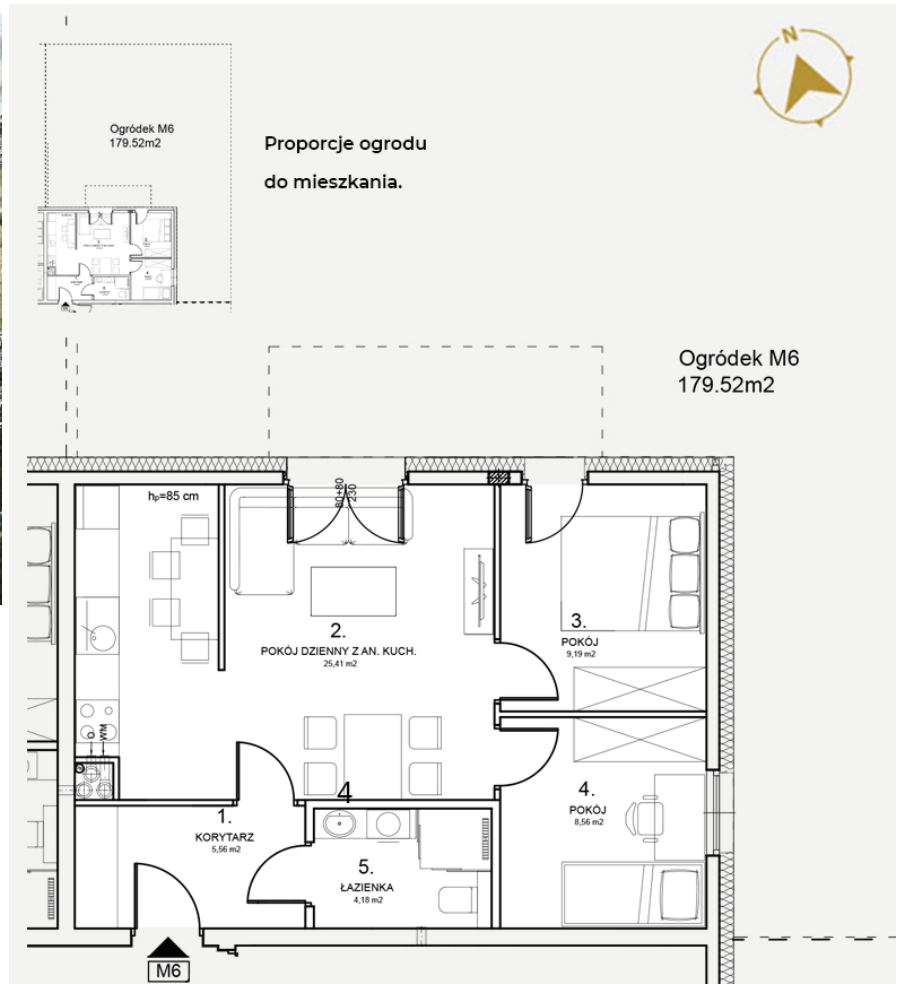 N
Ogródek M6
179.52m2
Proporcje ogrodu
do mieszkania.
Ogródek M6
179.52m2
hp=85 cm
80+80
230
2.
POKÓJ DZIENNY Z AN. KUCH.
25,41 m2
3.
POKÓJ
9,19 m2
O
WM
4
4.
POKÓJ
8,56 m2
1.
KORYTARZ
5,56 m2
5.
ŁAZIENKA
4,18 m2
M6